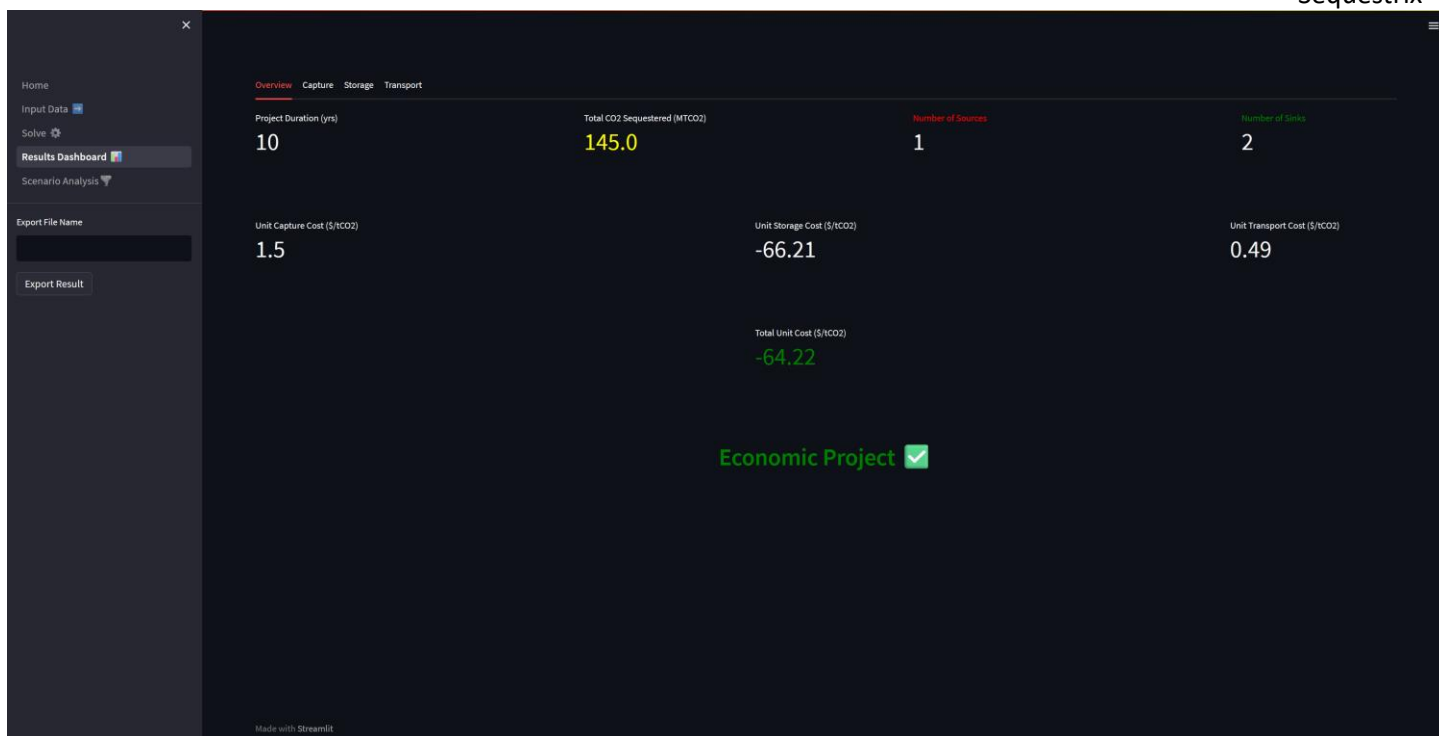 Sequestrix
Home
Input Data
Solve
Results Dashboard
Scenario Analysis
Export File Name
Export Result
Overview Capture Storage Transport
Project Duration (yrs)
10
Total CO2 Sequestered (MTCO2)
145.0
Number of Sources
1
Number of Sinks
2
Unit Capture Cost ($/tCO2)
1.5
Unit Storage Cost ($/tCO2)
-66.21
Unit Transport Cost ($/tCO2)
0.49
Total Unit Cost ($/tCO2)
-64.22
Economic Project
Made with Streamlit